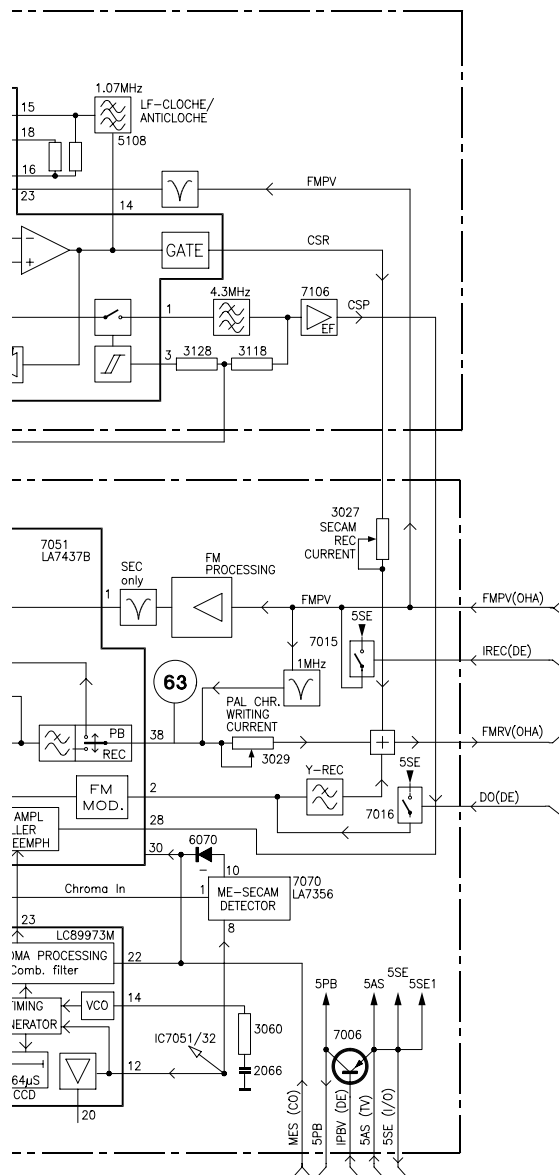 1.07MHz
15
LF-CLOCHE/
ANTICLOCHE
18
5108
16
23
FMPV
14
GATE
CSR
4.3MHz
7106
1
CSP
EF
3
3128
3118
3027
SECAM
REC
CURRENT
7051
LA7437B
SEC
only
FM
PROCESSING
1
FMPV
FMPV(OHA)
5SE
7015
IREC(DE)
1MHz
63
PAL CHR.
WRITING
CURRENT
PB
REC
38
FMRV(OHA)
3029
+
Y-REC
5SE
FM
MOD.
2
7016
DO(DE)
AMPL
LLER
EEMPH
28
30
6070
10
7070
LA7356
Chroma In
1
ME-SECAM
DETECTOR
23
8
LC89973M
OMA PROCESSING
Comb. filter
22
5PB
5AS
5SE
5SE1
TIMING
NERATOR
VCO
14
3060
7006
IC7051/32
2066
12
64µS
CCD
20
MES (CO)
5PB
IPBV (DE)
5AS (TV)
5SE (I/O)